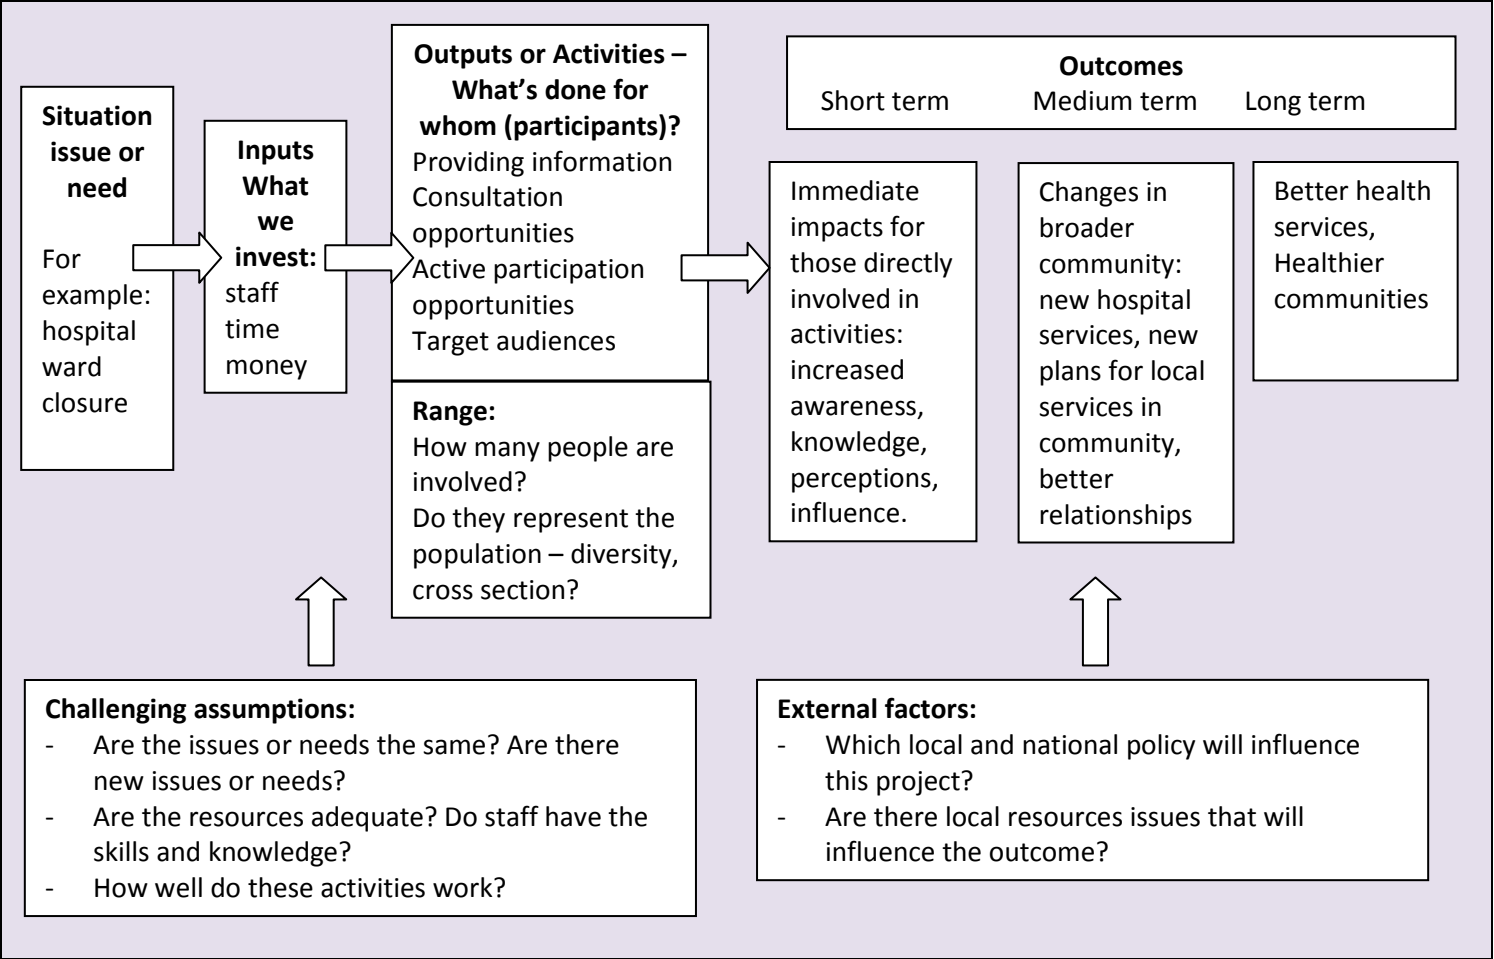 Situation
issue or
need
For
example:
hospital
ward
closure
Inputs
What
we
invest:
staff
time
money
Outputs or Activities –
What’s done for
whom (participants)?
Providing information
Consultation
opportunities
Active participation
opportunities
Target audiences
Range:
How many people are
involved?
Do they represent the
population – diversity,
cross section?
Outcomes
Short term Medium term Long term
Immediate
impacts for
those directly
involved in
activities:
increased
awareness,
knowledge,
perceptions,
influence.
Changes in
broader
community:
new hospital
services, new
plans for local
services in
community,
better
relationships
Better health
services,
Healthier
communities
Challenging assumptions:
- Are the issues or needs the same? Are there
new issues or needs?
- Are the resources adequate? Do staff have the
skills and knowledge?
- How well do these activities work?
External factors:
- Which local and national policy will influence
this project?
- Are there local resources issues that will
influence the outcome?